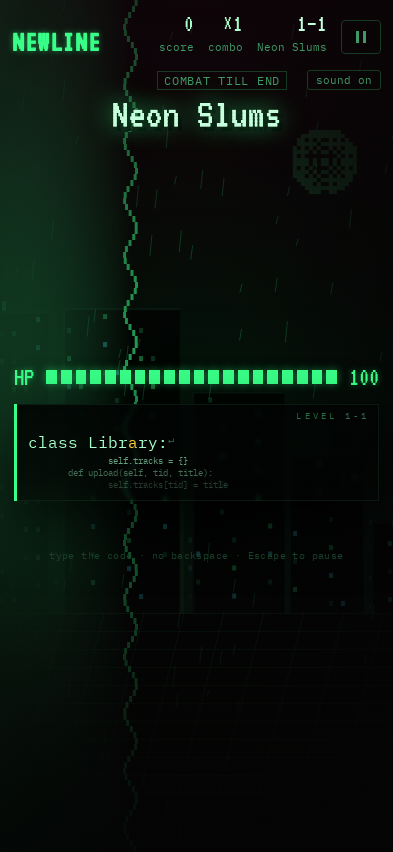 NEWLINE
0 x1 1-1
score combo Neon Slums
COMBAT TILL END sound on
Neon Slums
HP 100
LEVEL 1-1
class Library:↵
self.tracks = {}
def upload(self, tid, title):
self.tracks[tid] = title
type the code · no backspace · Escape to pause